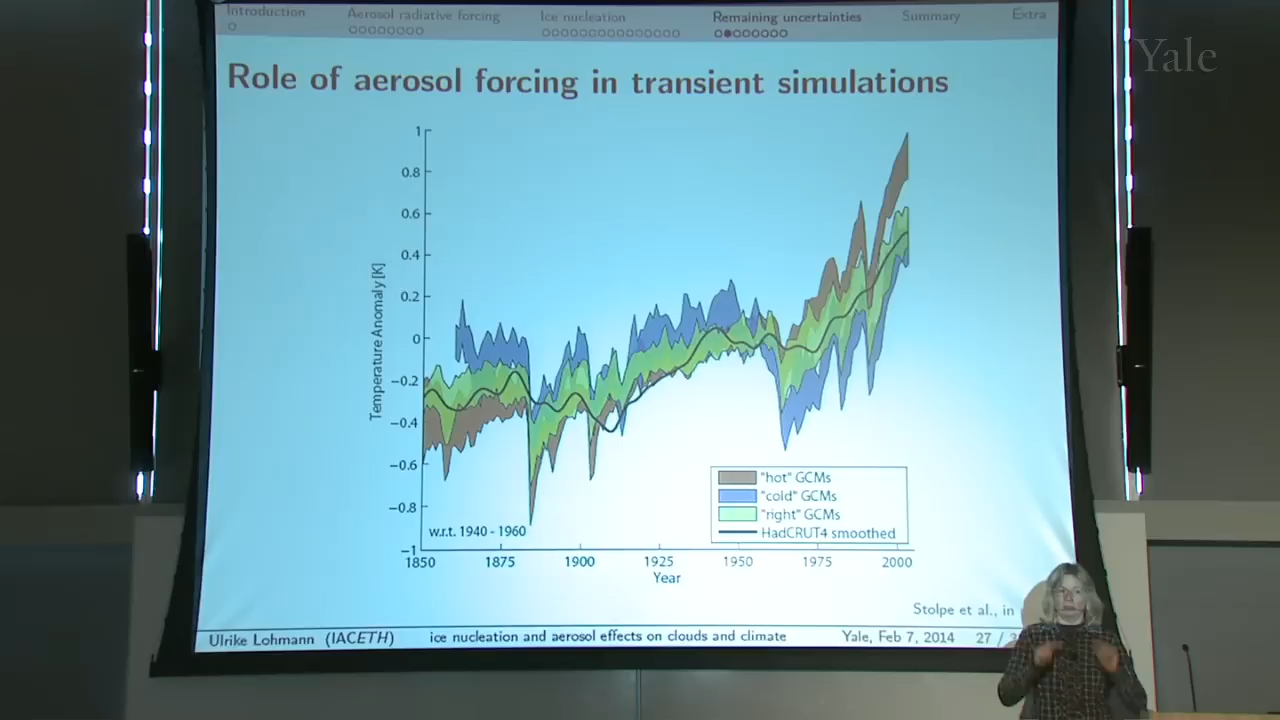 Introduction Aerosol radiative forcing Ice nucleation Remaining uncertainties Summary Extra
Yale
Role of aerosol forcing in transient simulations
1
0.8
0.6
0.4
0.2
0
−0.2
−0.4
−0.6
−0.8
−1
Temperature Anomaly [K]
"hot" GCMs
"cold" GCMs
"right" GCMs
HadCRUT4 smoothed
w.r.t. 1940 - 1960
1850 1875 1900 1925 1950 1975 2000
Year
Stolpe et al., in
Ulrike Lohmann (IACETH) ice nucleation and aerosol effects on clouds and climate Yale, Feb 7, 2014 27 /